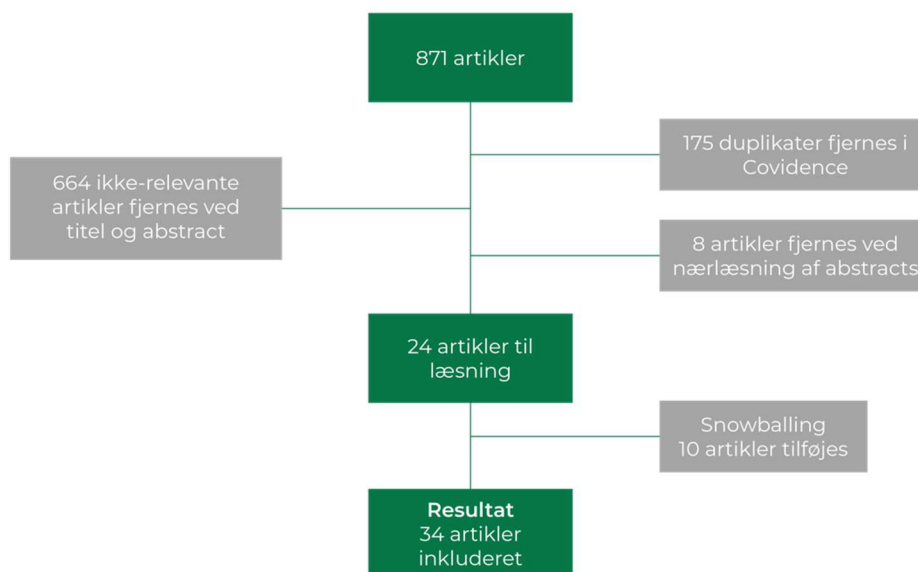 871 artikler
175 duplikater fjernes i
Covidence
664 ikke-relevante
artikler fjernes ved
titel og abstract
8 artikler fjernes ved
nærlæsning af abstracts
24 artikler til
læsning
Snowballing
10 artikler tilføjes
Resultat
34 artikler
inkluderet